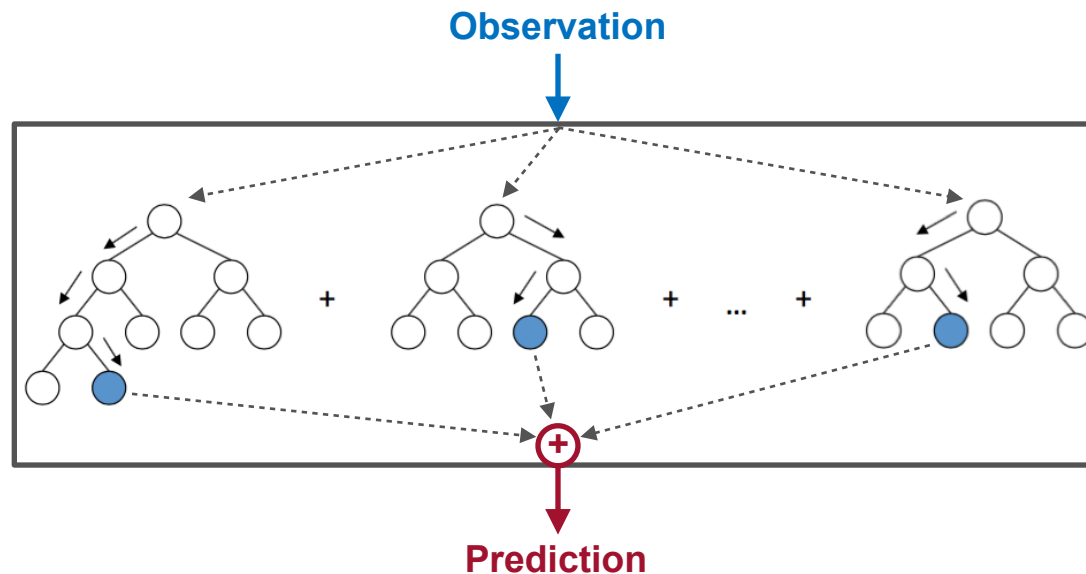 Observation
+ + ... +
+
Prediction